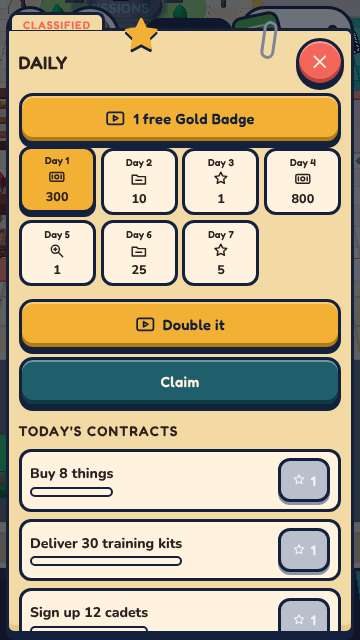 CLASSIFIED
DAILY
1 free Gold Badge
Day 1
300
Day 2
10
Day 3
1
Day 4
800
Day 5
1
Day 6
25
Day 7
5
Double it
Claim
TODAY'S CONTRACTS
Buy 8 things
1
Deliver 30 training kits
1
Sign up 12 cadets
1